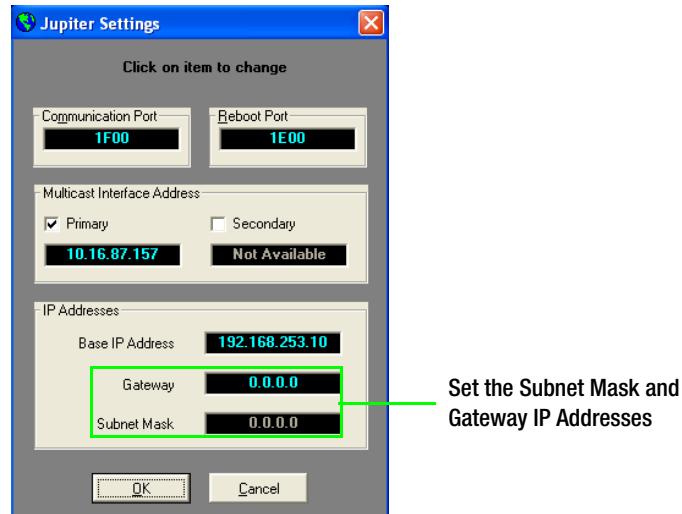 Jupiter Settings
Click on item to change
Communication Port
1F00
Reboot Port
1E00
Multicast Interface Address
Primary
Secondary
10.16.87.157
Not Available
IP Addresses
Base IP Address
192.168.253.10
Gateway
0.0.0.0
Subnet Mask
0.0.0.0
Set the Subnet Mask and
Gateway IP Addresses
OK
Cancel